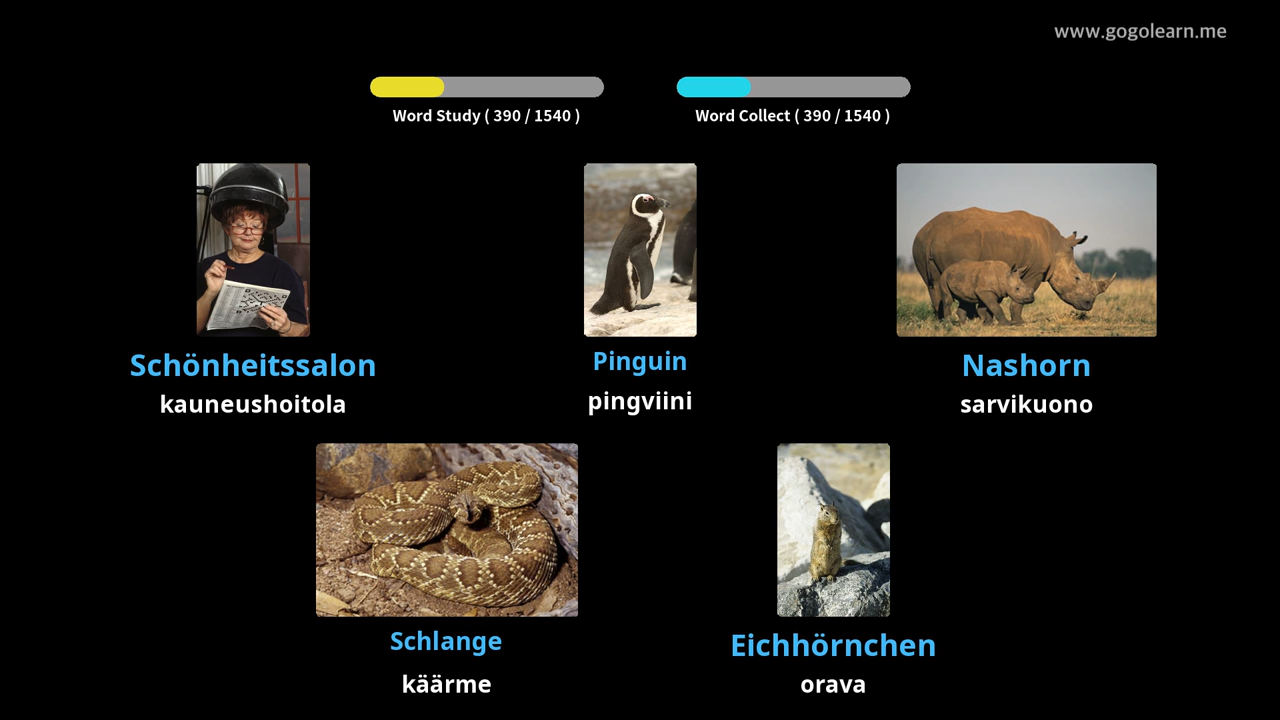 www.gogolearn.me
Word Study ( 390 / 1540 )
Word Collect ( 390 / 1540 )
Schönheitssalon
kauneushoitola
Pinguin
pingviini
Nashorn
sarvikuono
Schlange
käärme
Eichhörnchen
orava